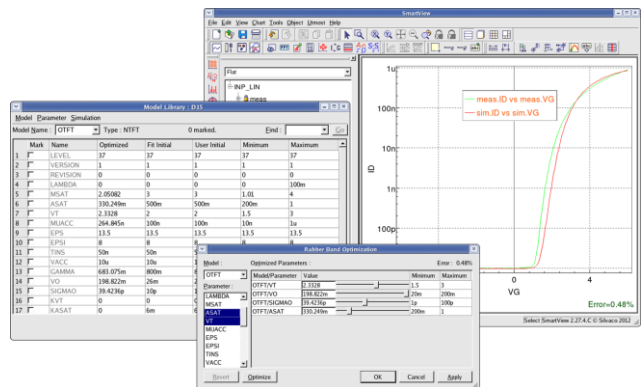 SmartView
File Edit View Chart Tools Object Utmost Help
Flat
INP_LIN
meas
1u
100n
10n
1n
100p
ID
meas.ID vs meas.VG
sim.ID vs sim.VG
0 4
VG
Error=0.48%
Select SmartView 2.27.4.C © Silvaco 2012
Model Library : D15
Model Parameter Simulation
Model Name : OTFT Type : NTFT 0 marked. Find : Go
Mark Name Optimized Fit Initial User Initial Minimum Maximum
1 LEVEL 37 37 37 37 37
2 VERSION 1 1 1 1 1
3 REVISION 0 0 0 0 0
4 LAMBDA 0 0 0 0 100m
5 MSAT 2.05082 3 3 1.01 4
6 ASAT 330.249m 500m 500m 200m 1
7 VT 2.3328 2 2 1.5 3
8 MUACC 264.845n 100n 100n 10n 1u
9 EPS 13.5 13.5 13.5 13.5 13.5
10 EPSI 8 8 8 8 8
11 TINS 50n 50n 5
12 VACC 10u 10u 1
13 GAMMA 683.075m 800m 8
14 VO 198.822m 26m 2
15 SIGMAO 39.4236p 10p 1
16 KVT 0 0 0
17 KASAT 0 6m 6
Rubber Band Optimization
Model : Optimized Parameters : Error : 0.48%
OTFT
Parameter :
LAMBDA
MSAT
ASAT
VT
MUACC
EPS
EPSI
TINS
VACC
Model/Parameter Value Minimum Maximum
OTFT/VT 2.3328 1.5 3
OTFT/VO 198.822m 20m 200m
OTFT/SIGMAO 39.4236p 1p 100p
OTFT/ASAT 330.249m 200m 1
Revert Optimize OK Cancel Apply